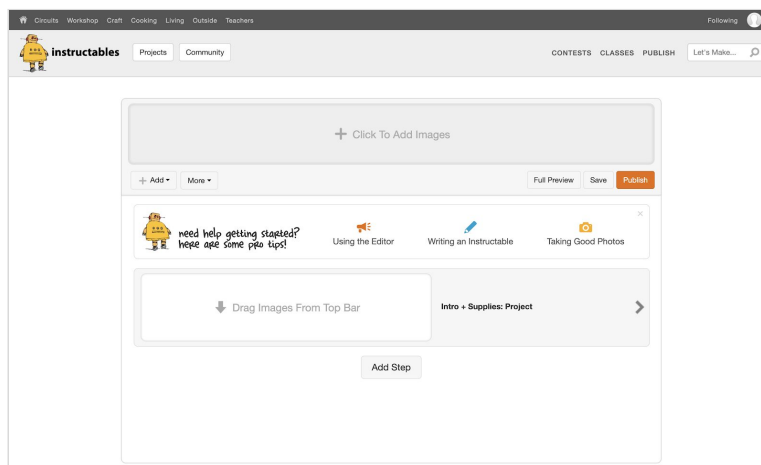 Circuits Workshop Craft Cooking Living Outside Teachers Following
instructables Projects Community CONTESTS CLASSES PUBLISH Let's Make...
Click To Add Images
Add More Full Preview Save Publish
need help getting started?
here are some pro tips!
Using the Editor Writing an Instructable Taking Good Photos
Drag Images From Top Bar Intro + Supplies: Project
Add Step